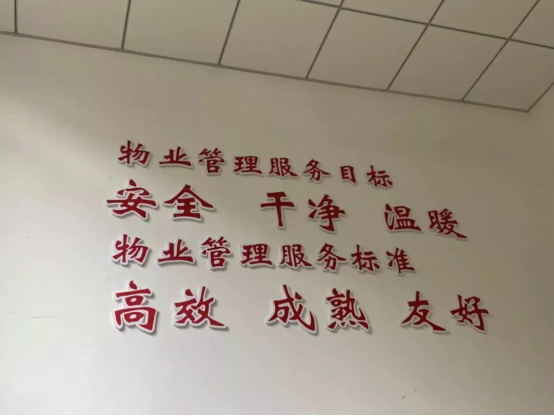 物业管理服务目标
安全 干净 温暖
物业管理服务标准
高效 成熟 友好